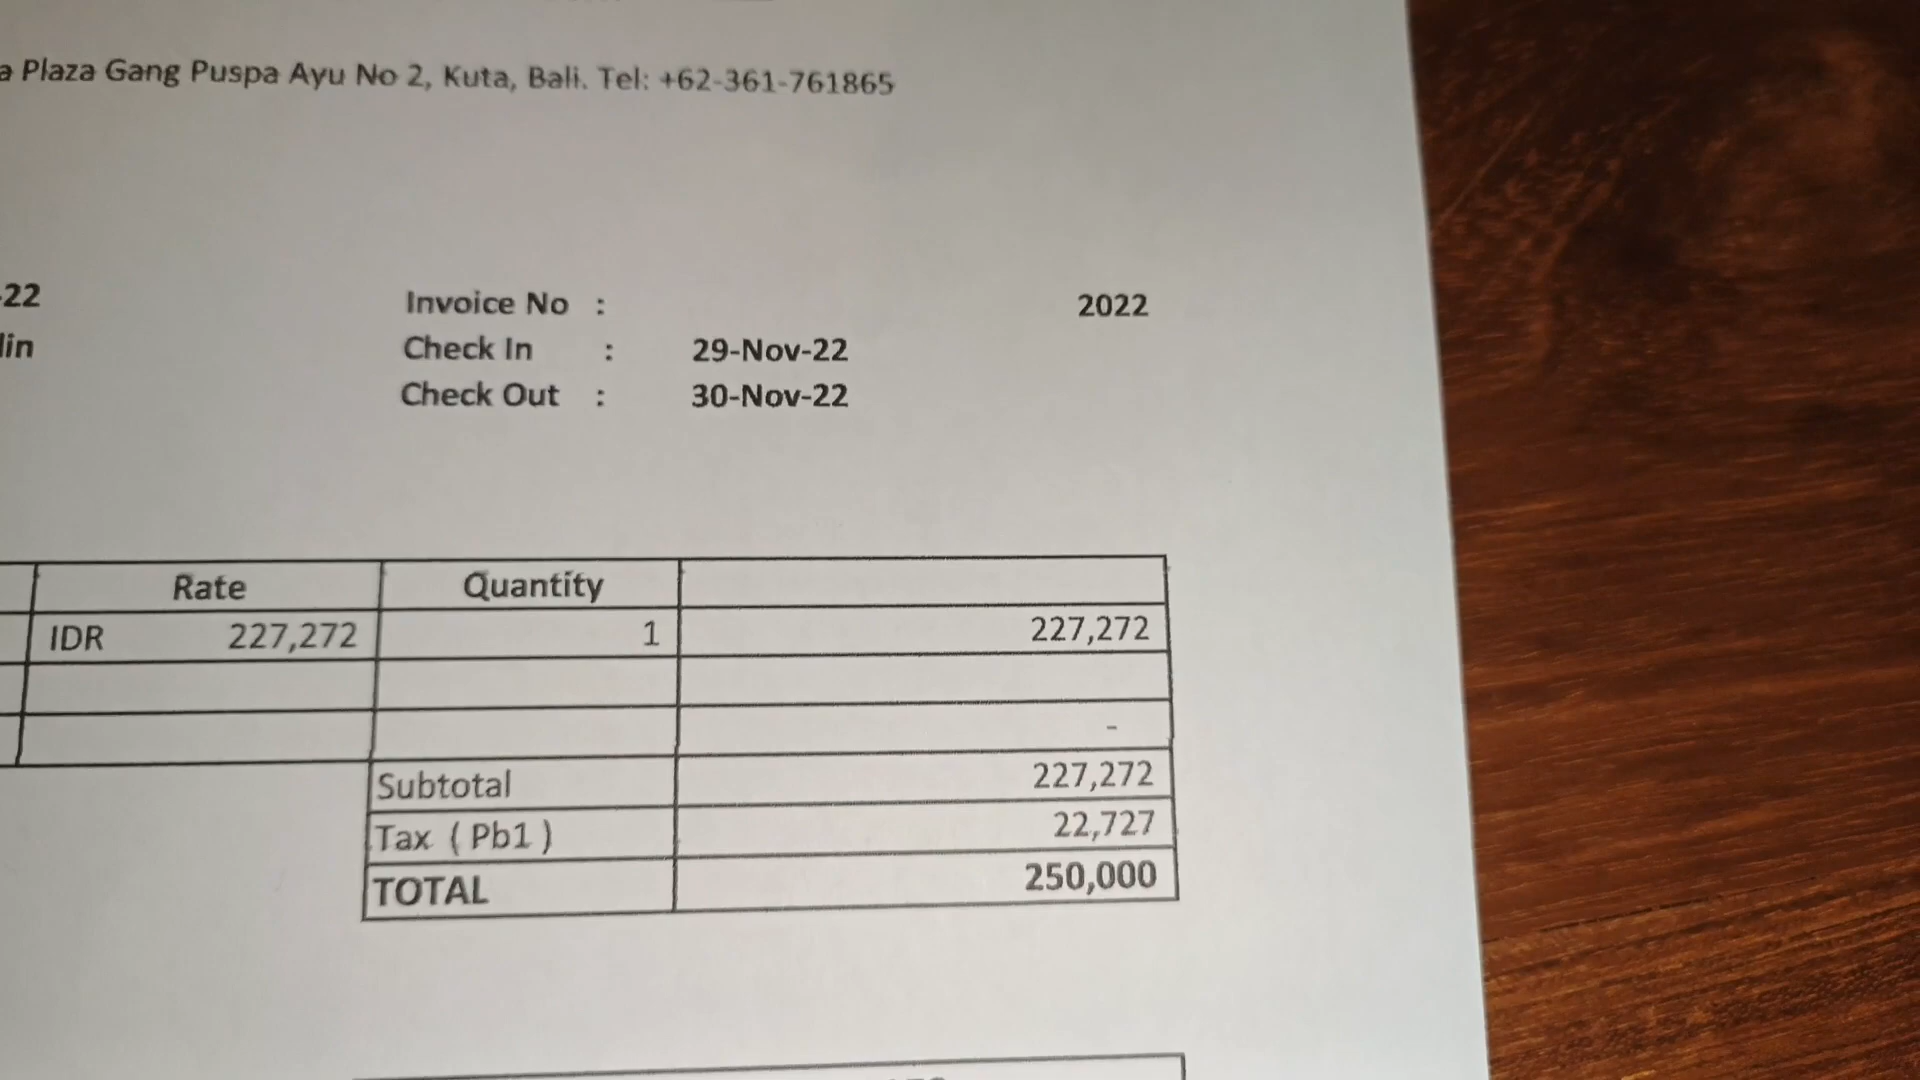 a Plaza Gang Puspa Ayu No 2, Kuta, Bali. Tel: +62-361-761865
-22 Invoice No : 2022
lin Check In : 29-Nov-22
Check Out : 30-Nov-22
Rate Quantity
IDR 227,272 1 227,272
-
Subtotal 227,272
Tax ( Pb1 ) 22,727
TOTAL 250,000